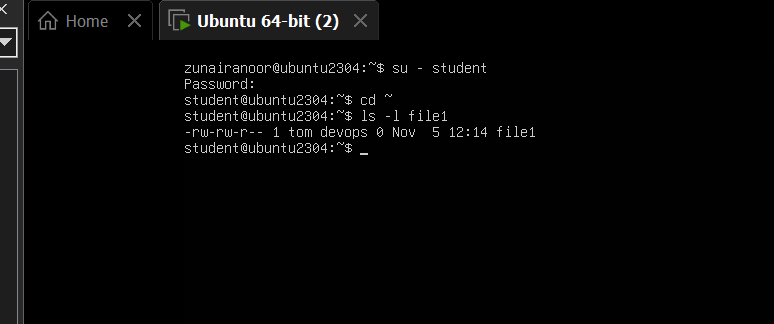 Home
Ubuntu 64-bit (2)
zunairanoor@ubuntu2304:~$ su - student
Password:
student@ubuntu2304:~$ cd ~
student@ubuntu2304:~$ ls -l file1
-rw-rw-r-- 1 tom devops 0 Nov  5 12:14 file1
student@ubuntu2304:~$ _